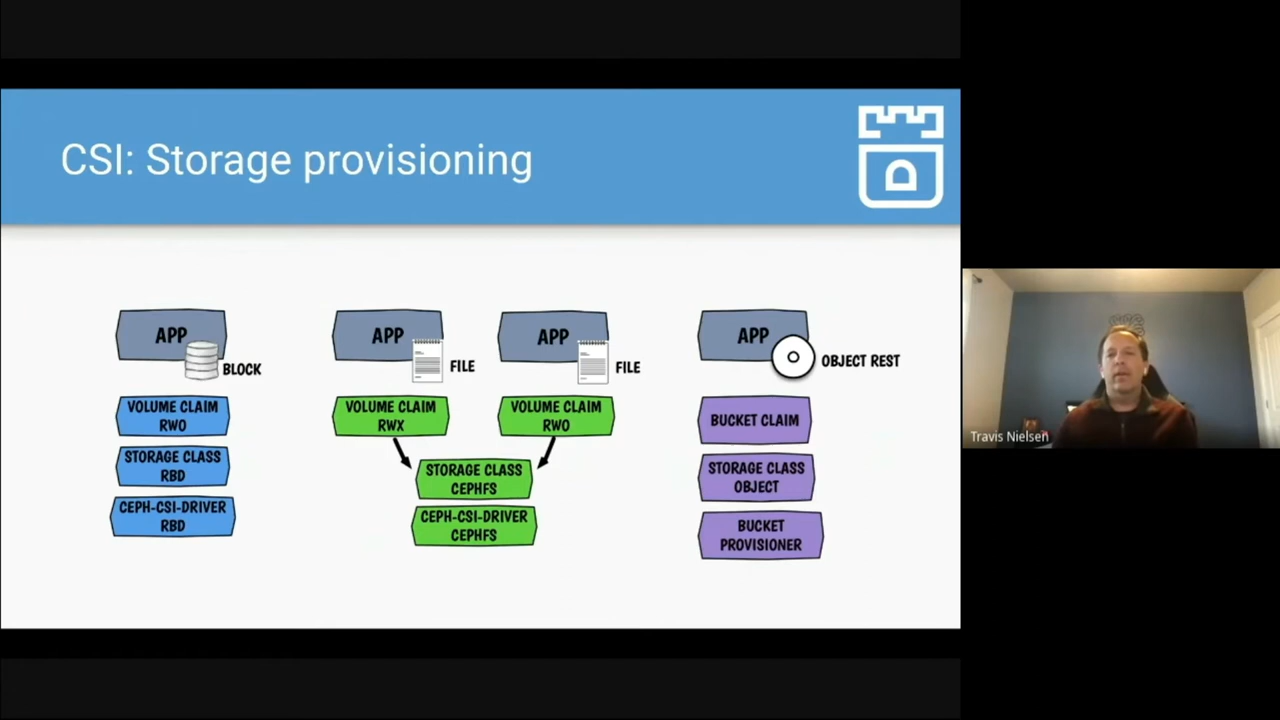 CSI: Storage provisioning
APP
BLOCK
VOLUME CLAIM
RWO
STORAGE CLASS
RBD
CEPH-CSI-DRIVER
RBD
APP
FILE
VOLUME CLAIM
RWX
APP
FILE
VOLUME CLAIM
RWO
STORAGE CLASS
CEPHFS
CEPH-CSI-DRIVER
CEPHFS
APP
OBJECT REST
BUCKET CLAIM
STORAGE CLASS
OBJECT
BUCKET
PROVISIONER
Travis Nielsen